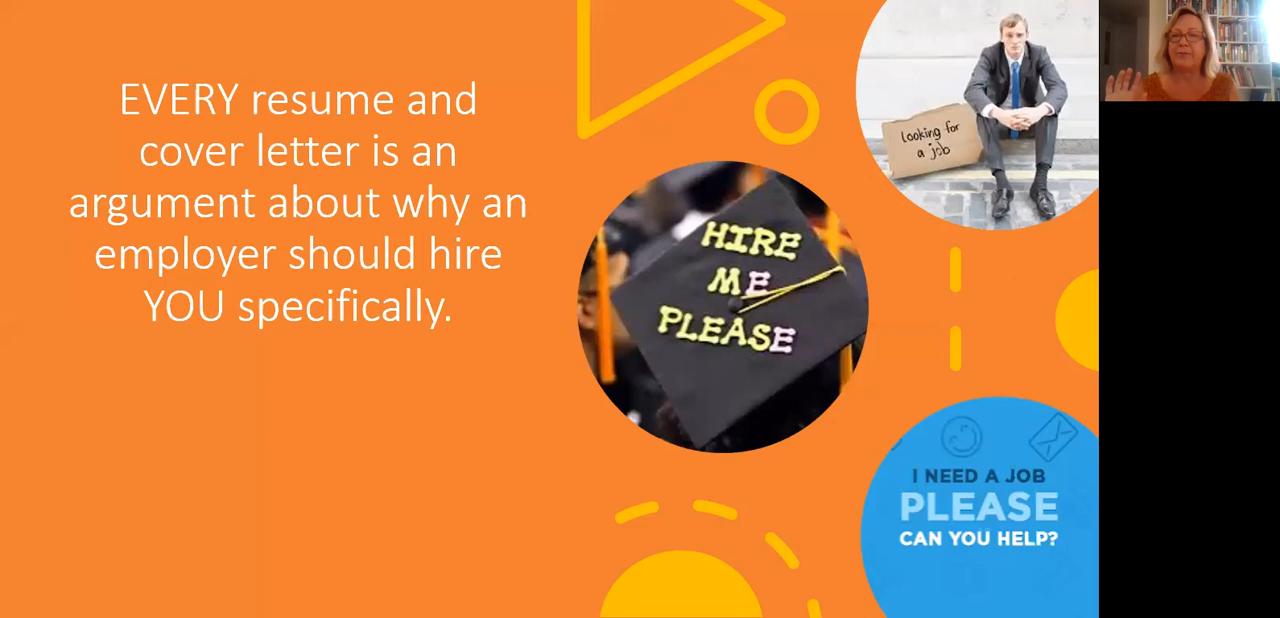 EVERY resume and
cover letter is an
argument about why an
employer should hire
YOU specifically.
Looking for
a job
HIRE
ME
PLEASE
I NEED A JOB
PLEASE
CAN YOU HELP?